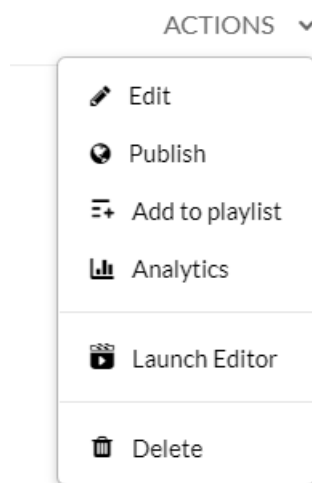 ACTIONS
Edit
Publish
Add to playlist
Analytics
Launch Editor
Delete